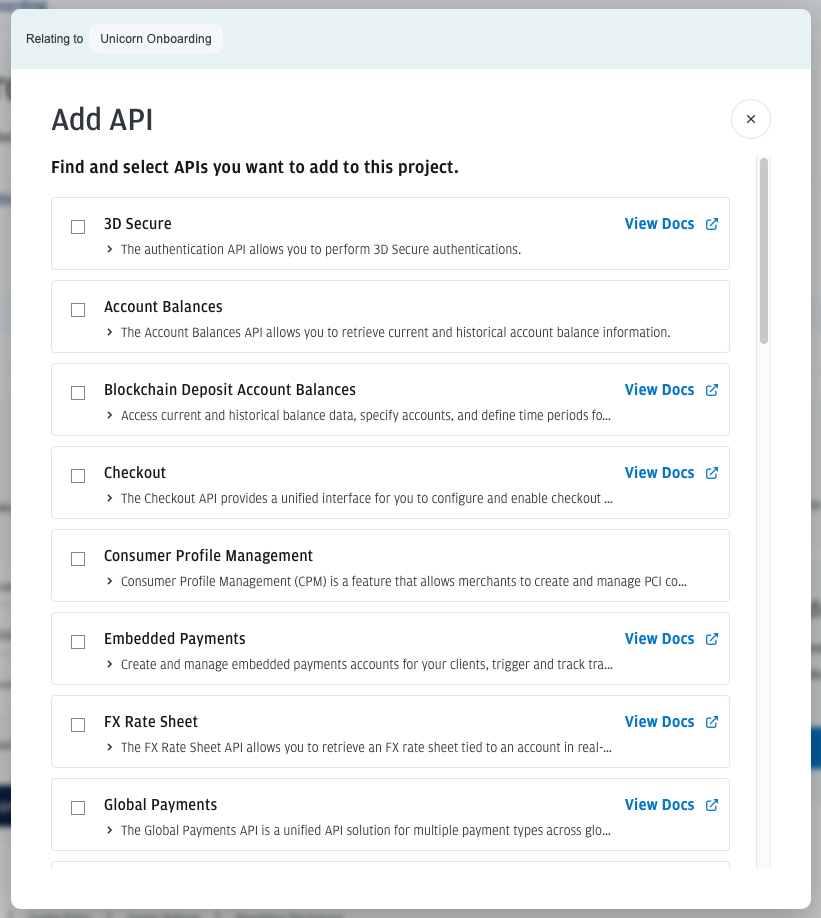 Relating to Unicorn Onboarding
Add API
Find and select APIs you want to add to this project.
3D Secure View Docs
The authentication API allows you to perform 3D Secure authentications.
Account Balances
The Account Balances API allows you to retrieve current and historical account balance information.
Blockchain Deposit Account Balances View Docs
Access current and historical balance data, specify accounts, and define time periods fo...
Checkout View Docs
The Checkout API provides a unified interface for you to configure and enable checkout ...
Consumer Profile Management
Consumer Profile Management (CPM) is a feature that allows merchants to create and manage PCI co...
Embedded Payments View Docs
Create and manage embedded payments accounts for your clients, trigger and track tra...
FX Rate Sheet View Docs
The FX Rate Sheet API allows you to retrieve an FX rate sheet tied to an account in real-...
Global Payments View Docs
The Global Payments API is a unified API solution for multiple payment types across glo...